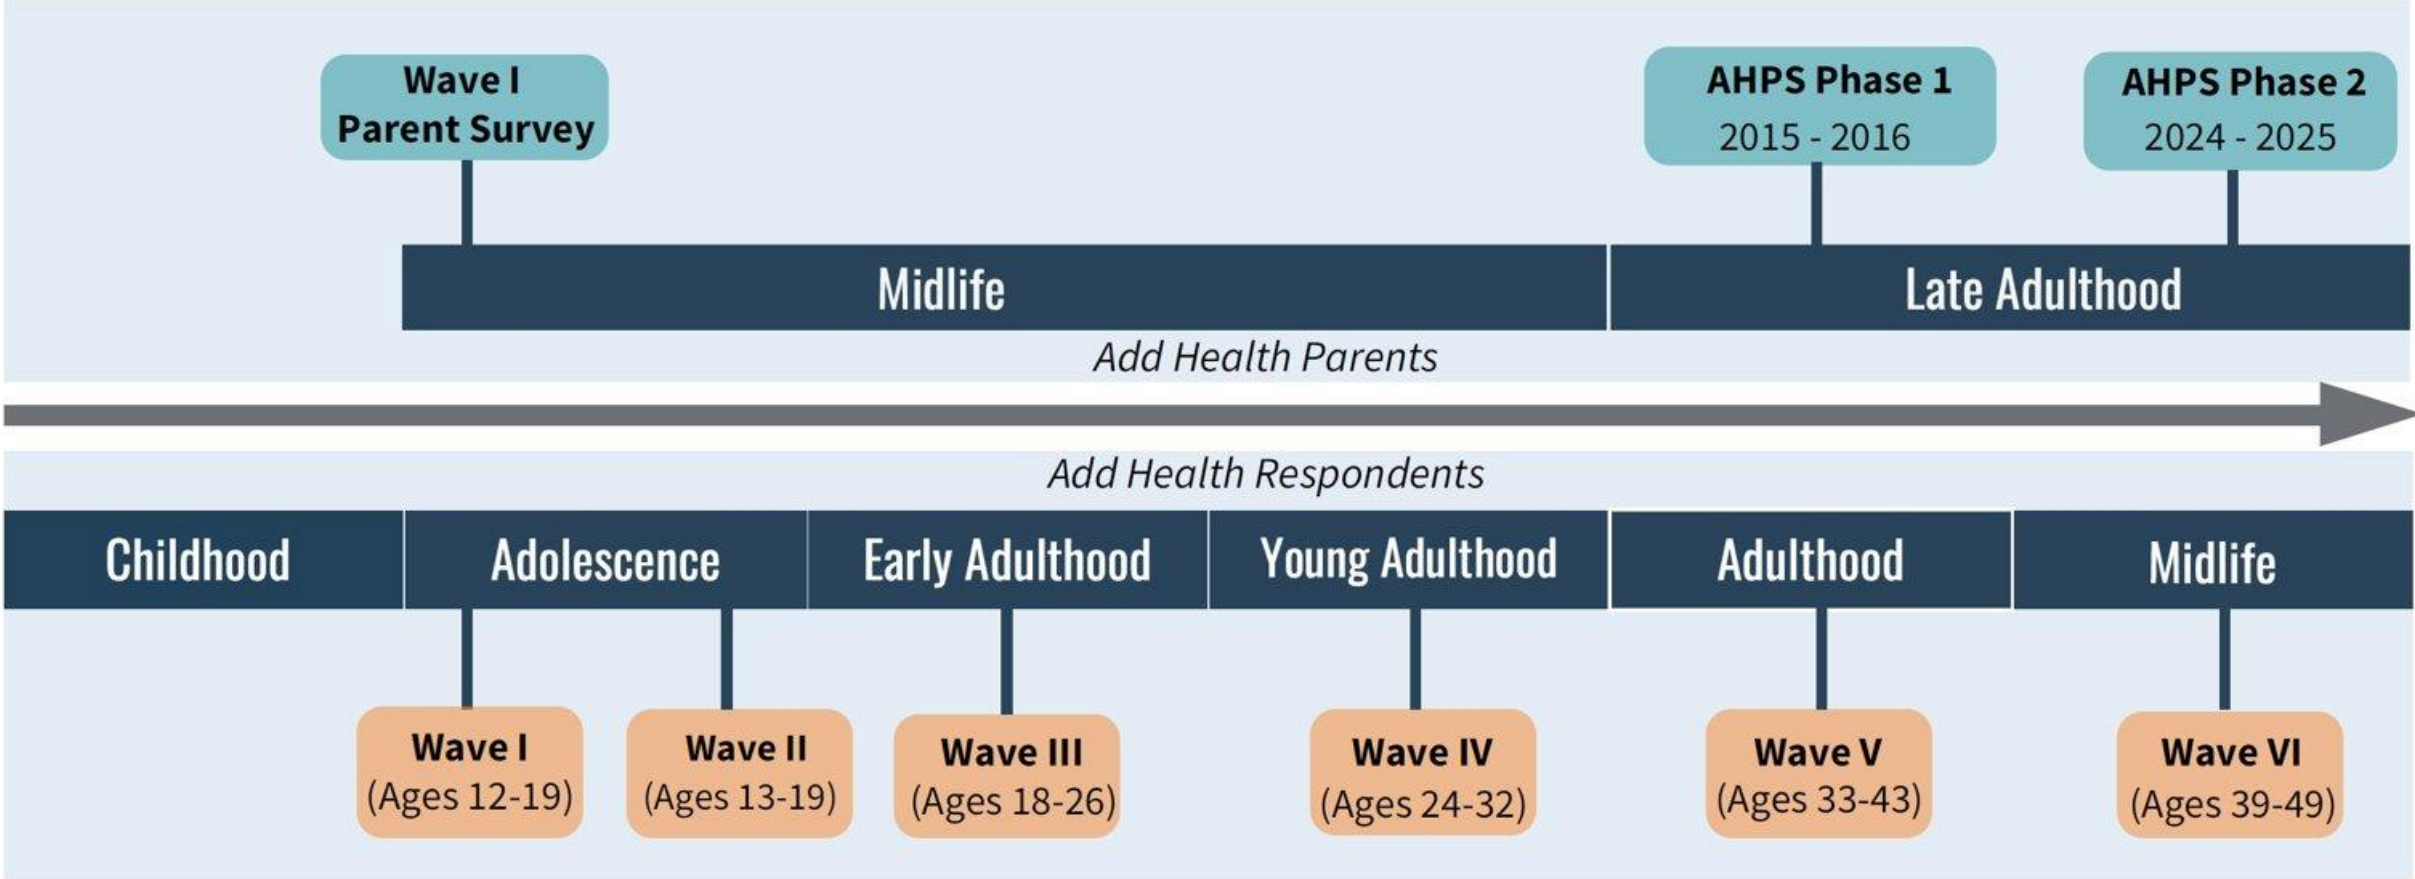 Wave I
Parent Survey
AHPS Phase 1
2015 - 2016
AHPS Phase 2
2024 - 2025
Midlife
Late Adulthood
Add Health Parents
Add Health Respondents
Childhood
Adolescence
Early Adulthood
Young Adulthood
Adulthood
Midlife
Wave I
(Ages 12-19)
Wave II
(Ages 13-19)
Wave III
(Ages 18-26)
Wave IV
(Ages 24-32)
Wave V
(Ages 33-43)
Wave VI
(Ages 39-49)